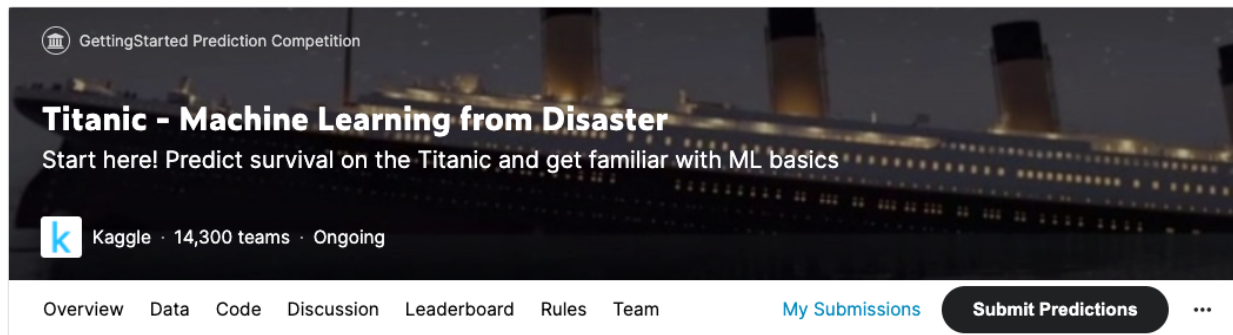 GettingStarted Prediction Competition
Titanic - Machine Learning from Disaster
Start here! Predict survival on the Titanic and get familiar with ML basics
k Kaggle · 14,300 teams · Ongoing
Overview Data Code Discussion Leaderboard Rules Team My Submissions Submit Predictions ...